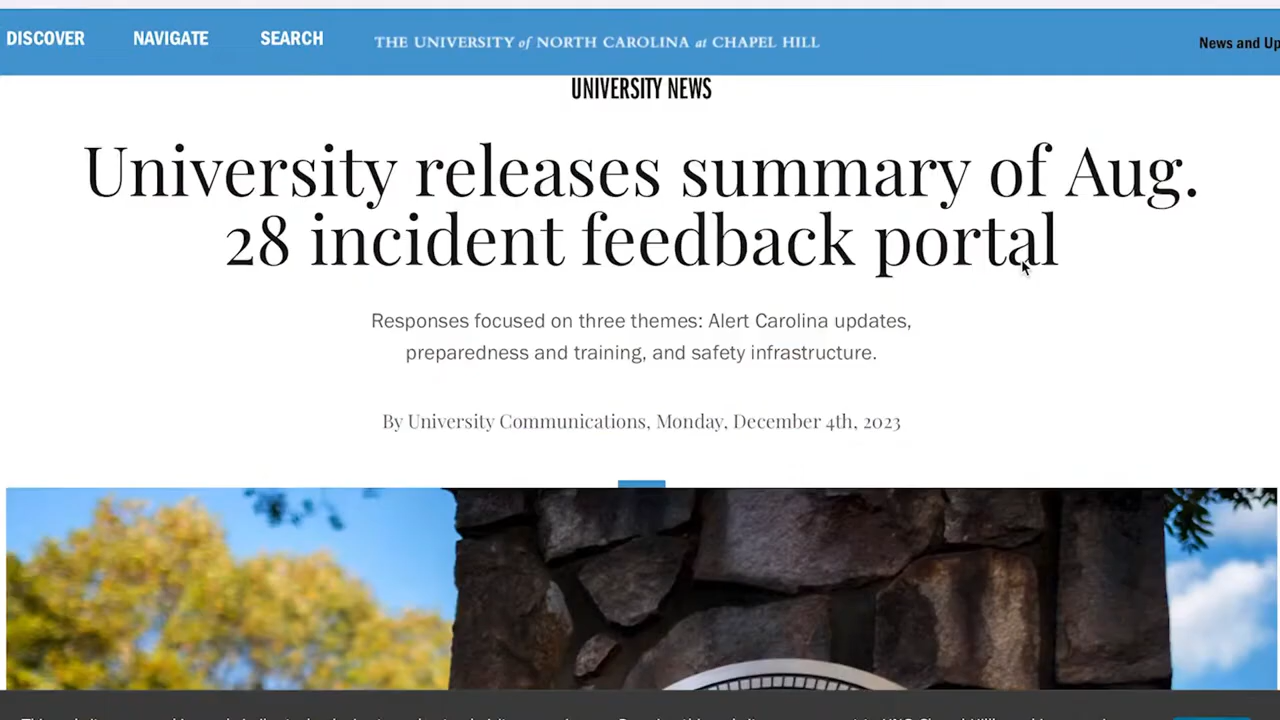 DISCOVER NAVIGATE SEARCH THE UNIVERSITY of NORTH CAROLINA at CHAPEL HILL News and Up
UNIVERSITY NEWS
University releases summary of Aug.
28 incident feedback portal
Responses focused on three themes: Alert Carolina updates,
preparedness and training, and safety infrastructure.
By University Communications, Monday, December 4th, 2023